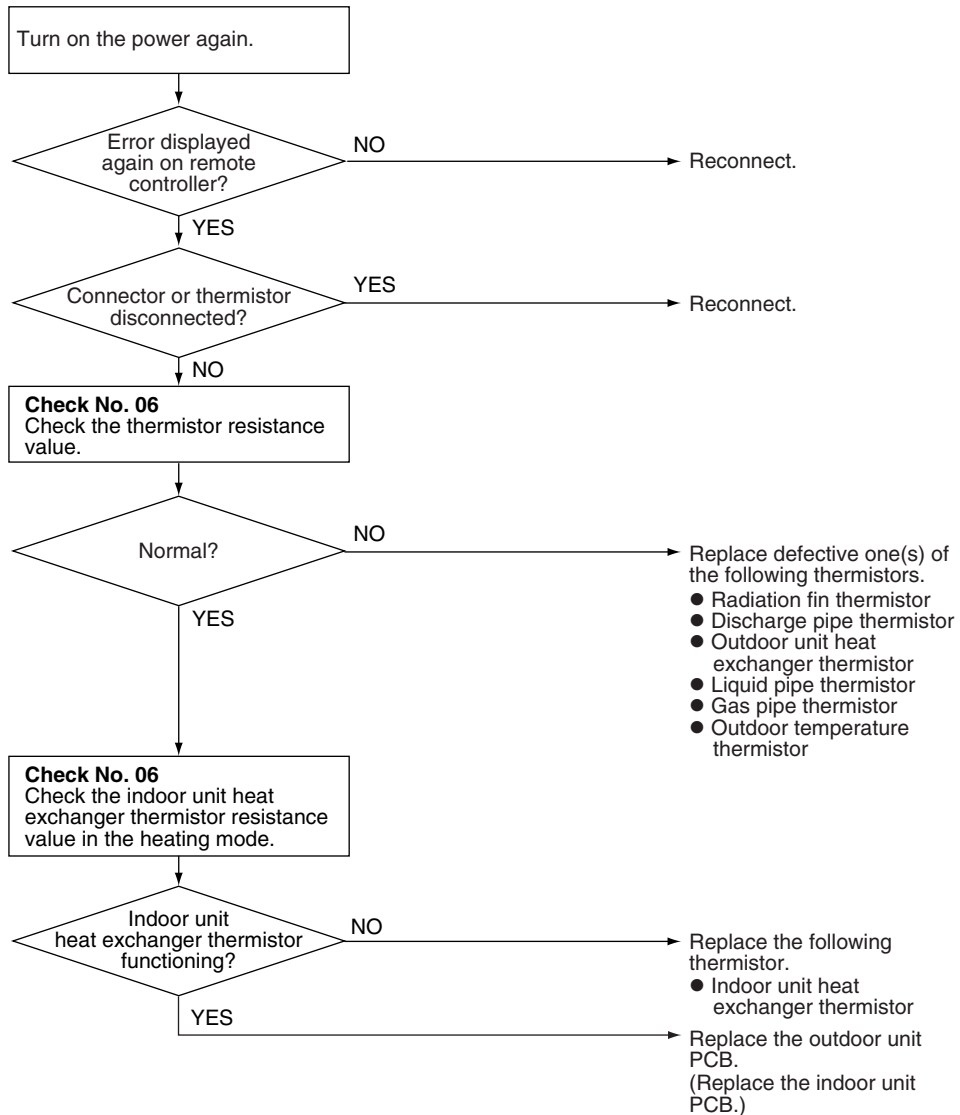 Turn on the power again.
Error displayed
again on remote
controller?
NO
Reconnect.
YES
Connector or thermistor
disconnected?
YES
Reconnect.
NO
Check No. 06
Check the thermistor resistance
value.
Normal?
NO
Replace defective one(s) of
the following thermistors.
● Radiation fin thermistor
● Discharge pipe thermistor
● Outdoor unit heat
exchanger thermistor
● Liquid pipe thermistor
● Gas pipe thermistor
● Outdoor temperature
thermistor
YES
Check No. 06
Check the indoor unit heat
exchanger thermistor resistance
value in the heating mode.
Indoor unit
heat exchanger thermistor
functioning?
NO
Replace the following
thermistor.
● Indoor unit heat
exchanger thermistor
YES
Replace the outdoor unit
PCB.
(Replace the indoor unit
PCB.)